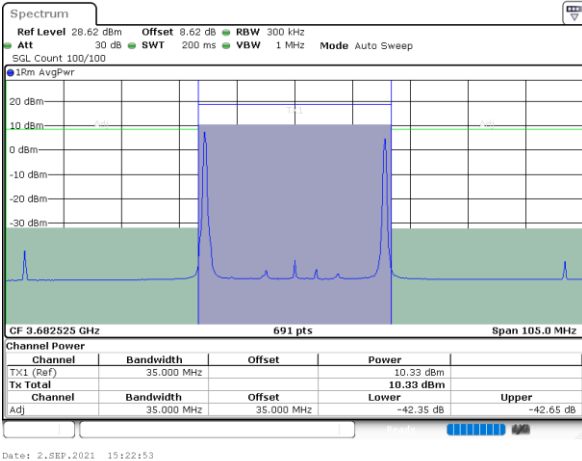 Spectrum
Ref Level 28.62 dBm Offset 8.62 dB RBW 300 kHz
Att 30 dB SWT 200 ms VBW 1 MHz Mode Auto Sweep
SGL Count 100/100
1Rm AvgPwr
20 dBm
TX1
10 dBm
Adj Adj
0 dBm
-10 dBm
-20 dBm
-30 dBm
CF 3.682525 GHz 691 pts Span 105.0 MHz
Channel Power
Channel Bandwidth Offset Power
TX1 (Ref) 35.000 MHz 10.33 dBm
Tx Total 10.33 dBm
Channel Bandwidth Offset Lower Upper
Adj 35.000 MHz 35.000 MHz -42.35 dB -42.65 dB
Ready
Date: 2.SEP.2021 15:22:53